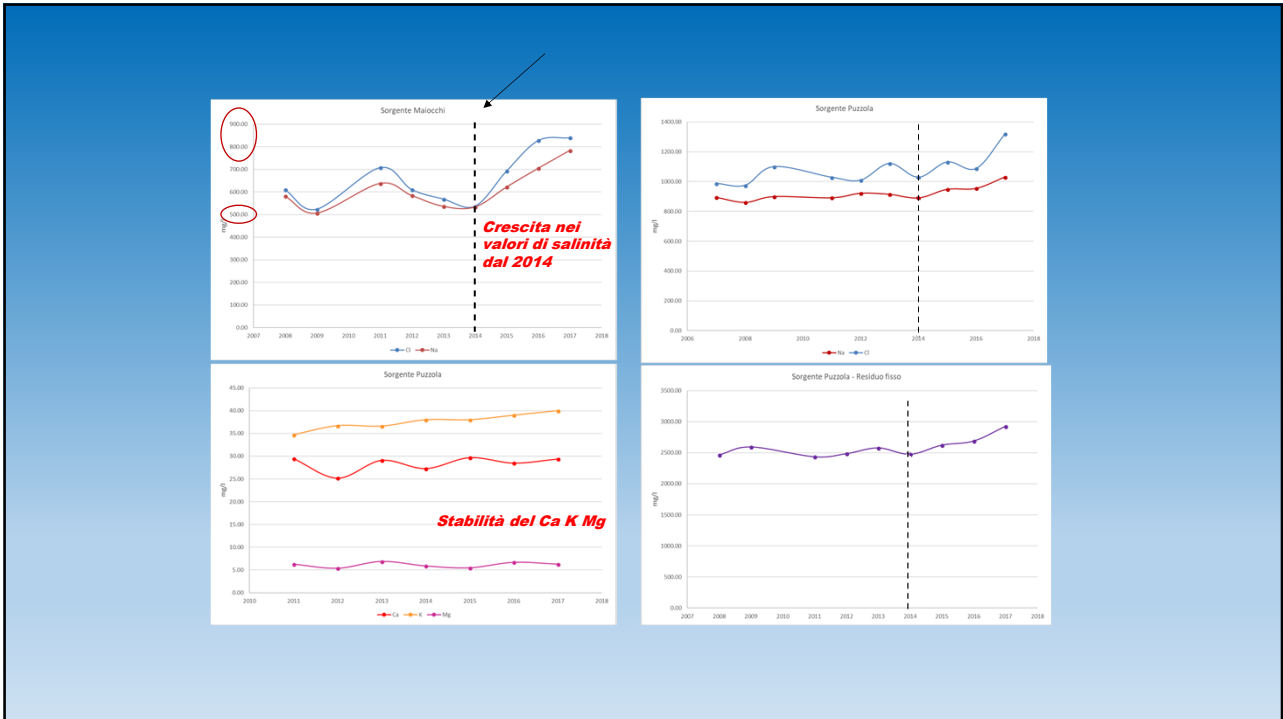 Sorgente Maiocchi
900.00
800.00
700.00
600.00
500.00
400.00
300.00
200.00
100.00
0.00
mg/l
2007 2008 2009 2010 2011 2012 2013 2014 2015 2016 2017 2018
Cl Na
Crescita nei
valori di salinità
dal 2014
Sorgente Puzzola
1400.00
1200.00
1000.00
800.00
600.00
400.00
200.00
0.00
mg/l
2006 2008 2010 2012 2014 2016 2018
Na Cl
Sorgente Puzzola
45.00
40.00
35.00
30.00
25.00
20.00
15.00
10.00
5.00
0.00
mg/l
2010 2011 2012 2013 2014 2015 2016 2017 2018
Ca K Mg
Stabilità del Ca K Mg
Sorgente Puzzola - Residuo fisso
3500.00
3000.00
2500.00
2000.00
1500.00
1000.00
500.00
0.00
mg/l
2007 2008 2009 2010 2011 2012 2013 2014 2015 2016 2017 2018